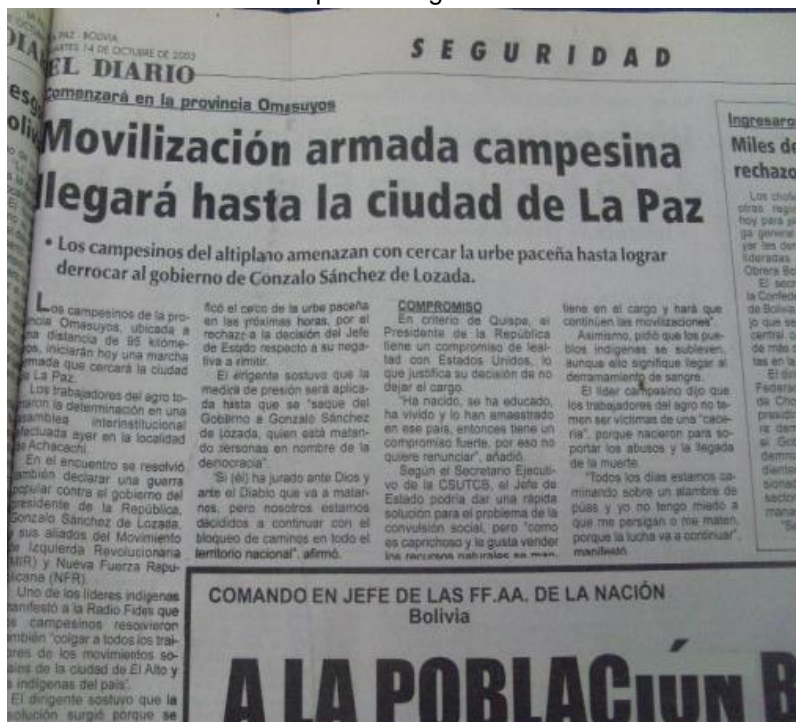 LA PAZ - BOLIVIA
MARTES 14 DE OCTUBRE DE 2003
EL DIARIO
SEGURIDAD
Comenzará en la provincia Omasuyos
Movilización armada campesina
llegará hasta la ciudad de La Paz
• Los campesinos del altiplano amenazan con cercar la urbe paceña hasta lograr
derrocar al gobierno de Gonzalo Sánchez de Lozada.
Los campesinos de la pro-
vincia Omasuyos, ubicada a
una distancia de 95 kilóme-
tros, iniciarán hoy una marcha
armada que cercará la ciudad
de La Paz.
Los trabajadores del agro to-
maron la determinación en una
asamblea interinstitucional
efectuada ayer en la localidad
de Achacachi.
En el encuentro se resolvió
también declarar una guerra
popular contra el gobierno del
presidente de la República,
Gonzalo Sánchez de Lozada,
y sus aliados del Movimiento
de Izquierda Revolucionaria
(MIR) y Nueva Fuerza Repu-
blicana (NFR).
Uno de los líderes indígenas
manifestó a la Radio Fides que
los campesinos resolvieron
también "colgar a todos los trai-
dores de los movimientos so-
ciales de la ciudad de El Alto y
los indígenas del país".
El dirigente sostuvo que la
solución surgió porque se
ficó el cerco de la urbe paceña
en las próximas horas, por el
rechazo a la decisión del Jefe
de Estado respecto a su nega-
tiva a dimitir.
El dirigente sostuvo que la
medida de presión será aplica-
da hasta que se "saque del
Gobierno a Gonzalo Sánchez
de Lozada, quien está matan-
do personas en nombre de la
democracia".
"Si (él) ha jurado ante Dios y
ante el Diablo que va a matar-
nos, pero nosotros estamos
decididos a continuar con el
bloqueo de caminos en todo el
territorio nacional", afirmó.
COMPROMISO
En criterio de Quispe, el
Presidente de la República
tiene un compromiso de leal-
tad con Estados Unidos, lo
que justifica su decisión de no
dejar el cargo.
"Ha nacido, se ha educado,
ha vivido y lo han amaestrado
en ese país, entonces tiene un
compromiso fuerte, por eso no
quiere renunciar", añadió.
Según el Secretario Ejecuti-
vo de la CSUTCB, el Jefe de
Estado podría dar una rápida
solución para el problema de la
convulsión social, pero "como
es caprichoso y le gusta vender
los recursos naturales se man-
tiene en el cargo y hará que
continúen las movilizaciones".
Asimismo, pidió que los pue-
blos indígenas se subleven,
aunque ello signifique llegar al
derramamiento de sangre.
El líder campesino dijo que
los trabajadores del agro no te-
men ser víctimas de una "cace-
ría", porque nacieron para so-
portar los abusos y la llegada
de la muerte.
"Todos los días estamos ca-
minando sobre un alambre de
púas y yo no tengo miedo a
que me persigan o me maten,
porque la lucha va a continuar",
manifestó.
Ingresaron
Miles de
rechazo
COMANDO EN JEFE DE LAS FF.AA. DE LA NACIÓN
Bolivia
A LA POBLACIÓN B